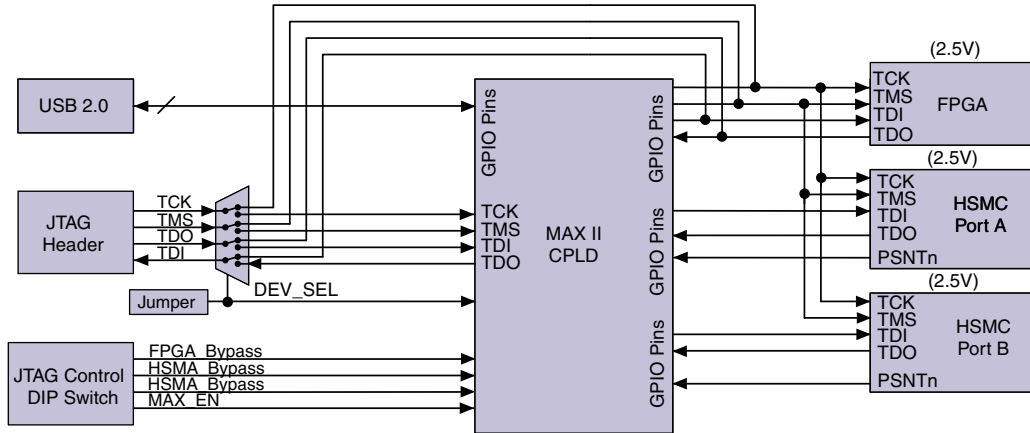 USB 2.0
JTAG
Header
TCK
TMS
TDO
TDI
Jumper
DEV_SEL
JTAG Control
DIP Switch
FPGA_Bypass
HSMA_Bypass
HSMA_Bypass
MAX_EN
GPIO Pins
TCK
TMS
TDI
TDO
MAX II
CPLD
GPIO Pins
GPIO Pins
GPIO Pins
(2.5V)
TCK
TMS
TDI
TDO
FPGA
(2.5V)
TCK
TMS
TDI
TDO
PSNTn
HSMC
Port A
(2.5V)
TCK
TMS
TDI
TDO
PSNTn
HSMC
Port B